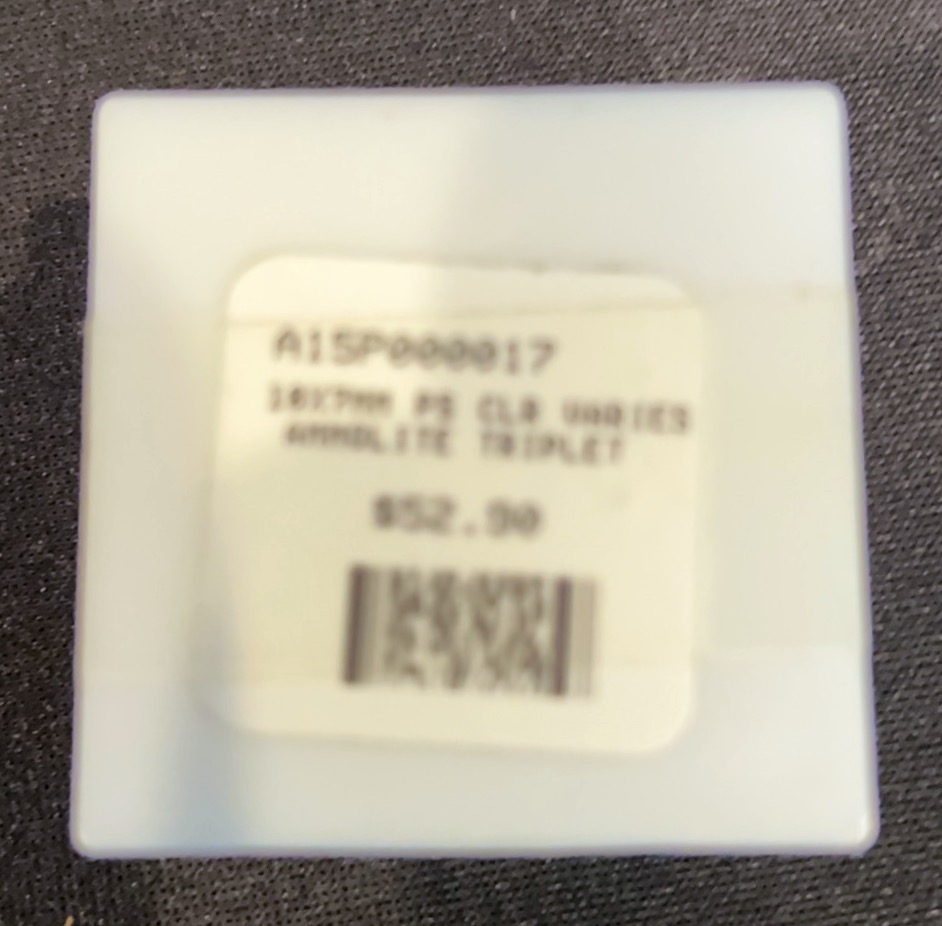 A15P000017
10X7MM PS CLR VARIES
AMMOLITE TRIPLET
$52.90